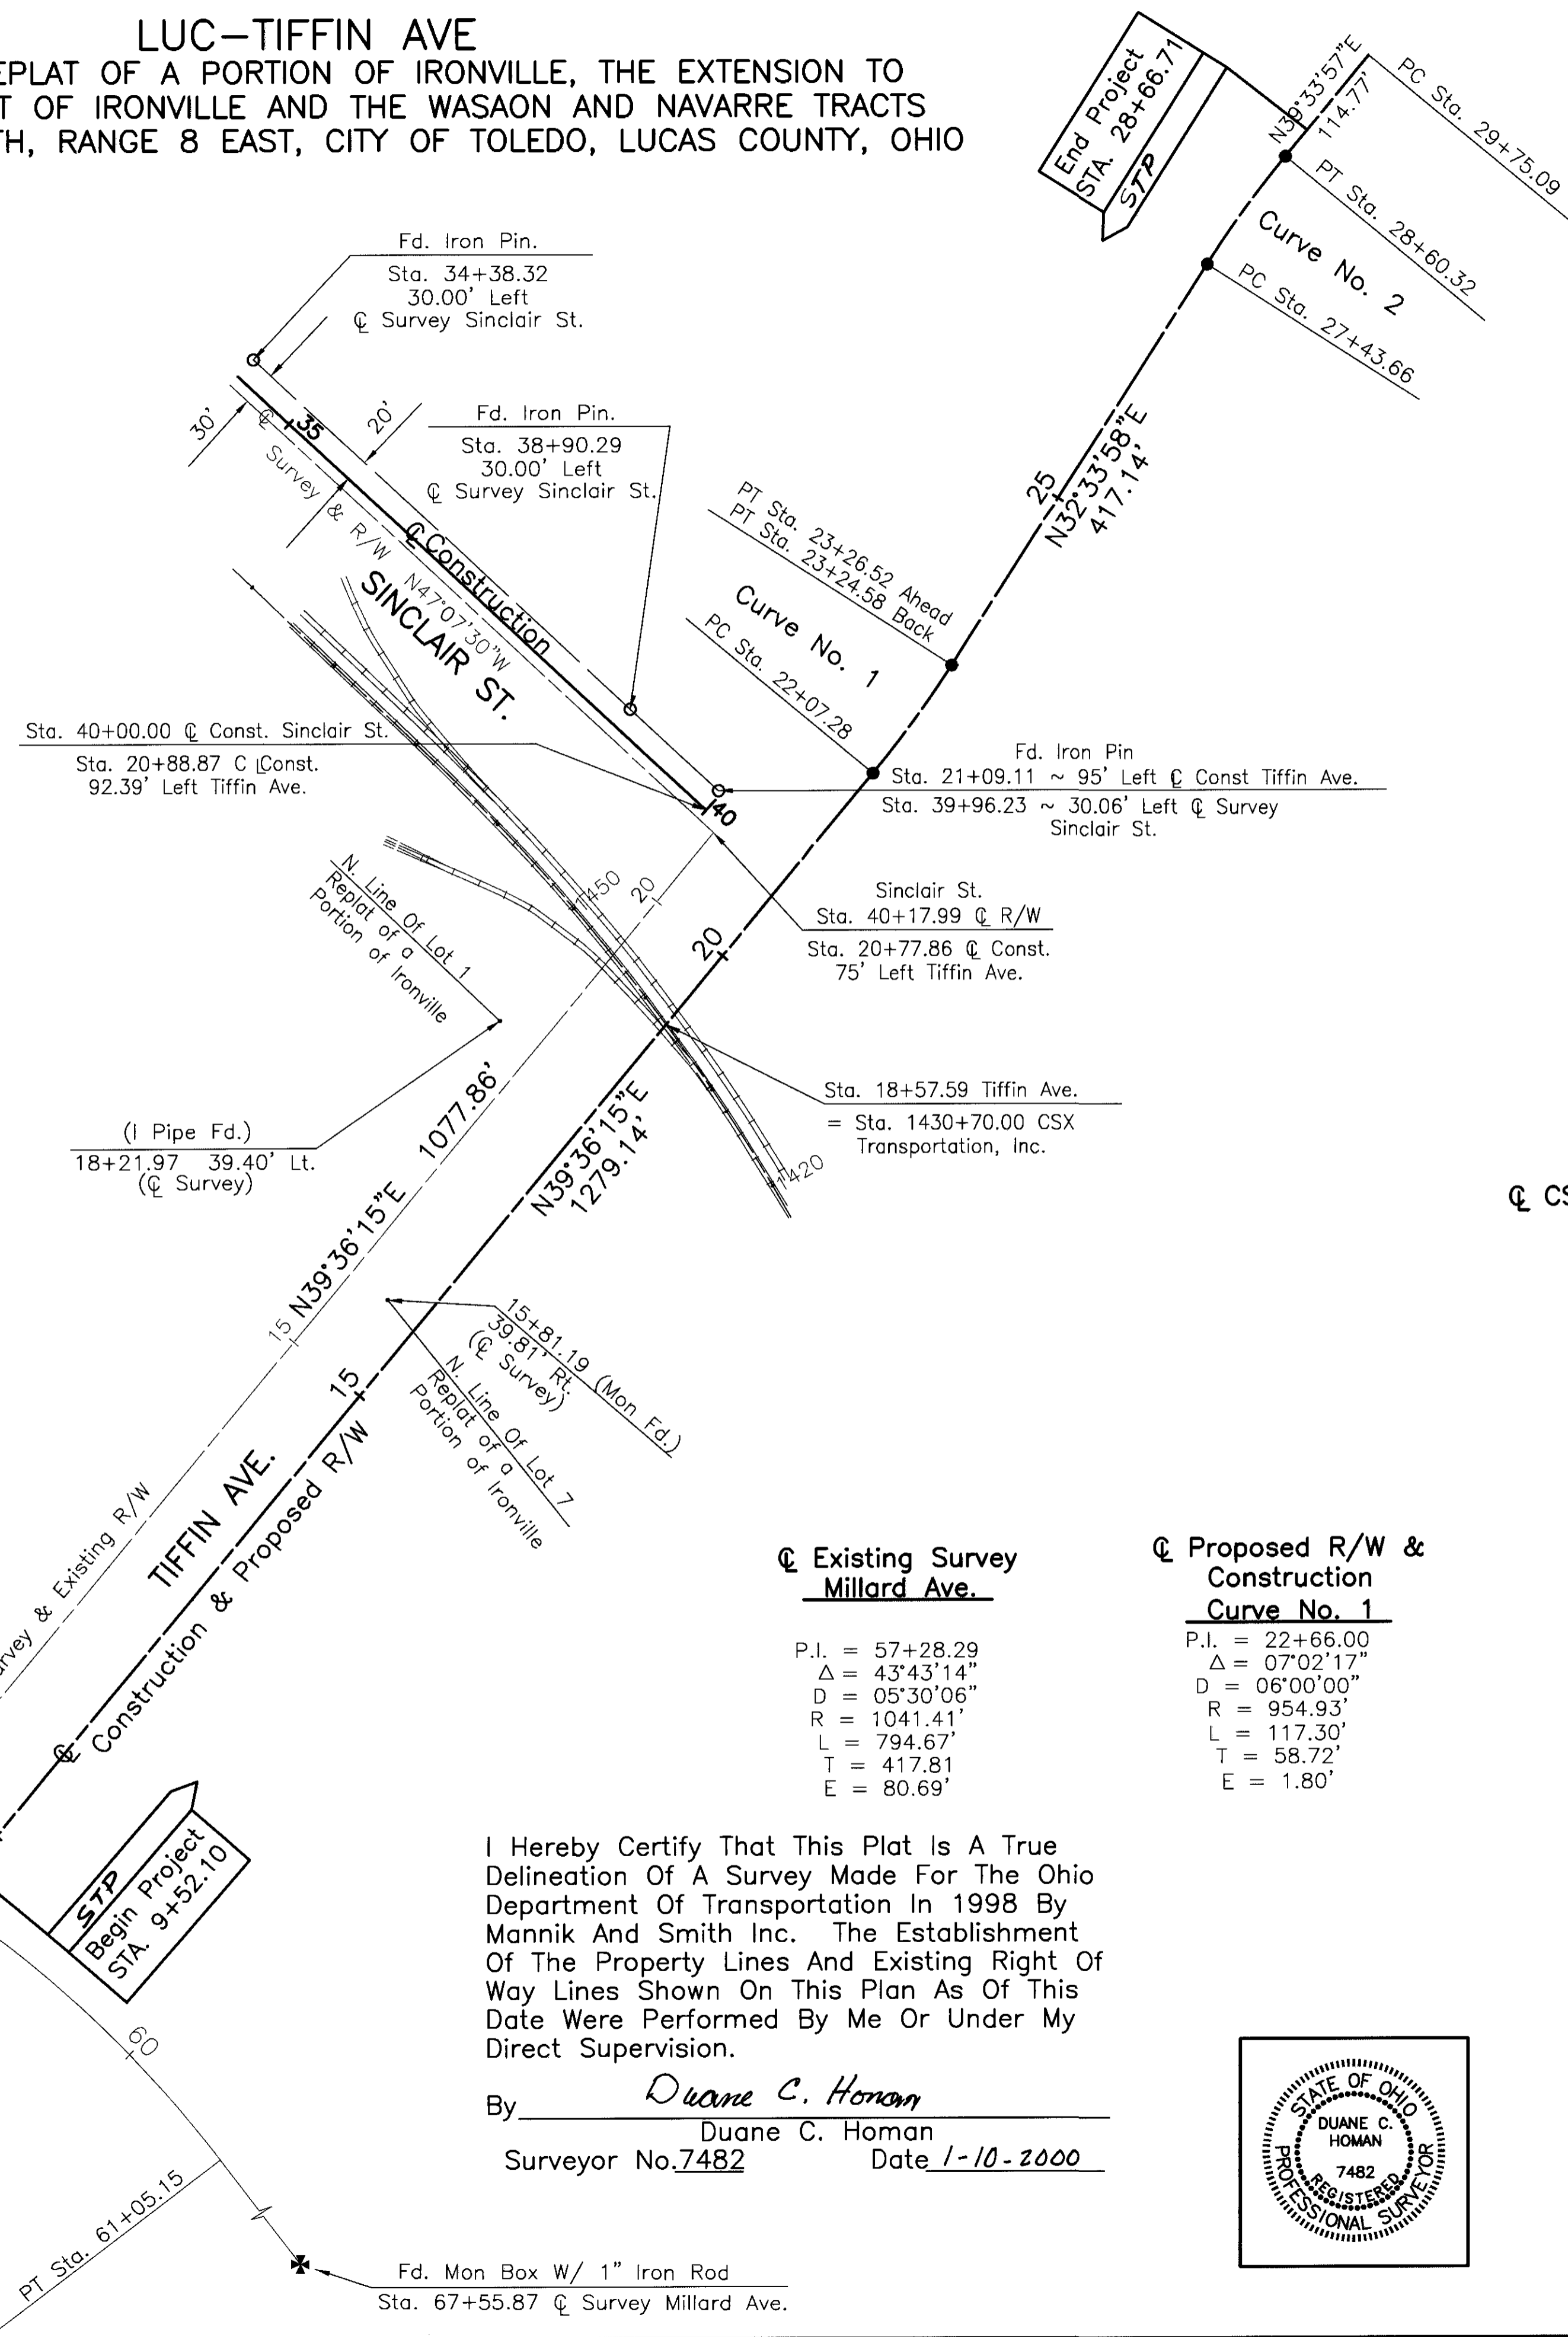 LUC-TIFFIN AVE
EPLAT OF A PORTION OF IRONVILLE, THE EXTENSION TO
T OF IRONVILLE AND THE WASAON AND NAVARRE TRACTS
TH, RANGE 8 EAST, CITY OF TOLEDO, LUCAS COUNTY, OHIO
End Project
STA. 28+66.71
STP
N39°33'57"E
114.77'
PC Sta. 29+75.09
PT Sta. 28+60.32
Curve No. 2
PC Sta. 27+43.66
Fd. Iron Pin.
Sta. 34+38.32
30.00' Left
℄ Survey Sinclair St.
30'
20'
35
Fd. Iron Pin.
Sta. 38+90.29
30.00' Left
℄ Survey Sinclair St.
℄ Survey & R/W
℄ Construction
N47°07'30"W
SINCLAIR ST.
25
N32°33'58"E
417.14'
PT Sta. 23+26.52 Ahead
PT Sta. 23+24.58 Back
Curve No. 1
PC Sta. 22+07.28
Sta. 40+00.00 ℄ Const. Sinclair St.
Sta. 20+88.87 C LConst.
92.39' Left Tiffin Ave.
40
Fd. Iron Pin
Sta. 21+09.11 ~ 95' Left ℄ Const Tiffin Ave.
Sta. 39+96.23 ~ 30.06' Left ℄ Survey
Sinclair St.
N. Line Of Lot 1
Replat of a
Portion of Ironville
1450
20
20
Sinclair St.
Sta. 40+17.99 ℄ R/W
Sta. 20+77.86 ℄ Const.
75' Left Tiffin Ave.
(I Pipe Fd.)
18+21.97 39.40' Lt.
(℄ Survey)
Sta. 18+57.59 Tiffin Ave.
= Sta. 1430+70.00 CSX
Transportation, Inc.
1420
℄ CS
N39°36'15"E 1077.86'
N39°36'15"E
1279.14'
15
15
15+81.19 (Mon Fd.)
39.81' Rt.
(℄ Survey)
N. Line Of Lot 7
Replat of a
Portion of Ironville
TIFFIN AVE.
urvey & Existing R/W
℄ Construction & Proposed R/W
℄ Existing Survey
Millard Ave.
P.I. = 57+28.29
Δ = 43°43'14"
D = 05°30'06"
R = 1041.41'
L = 794.67'
T = 417.81
E = 80.69'
℄ Proposed R/W &
Construction
Curve No. 1
P.I. = 22+66.00
Δ = 07°02'17"
D = 06°00'00"
R = 954.93'
L = 117.30'
T = 58.72'
E = 1.80'
STP
Begin Project
STA. 9+52.10
I Hereby Certify That This Plat Is A True
Delineation Of A Survey Made For The Ohio
Department Of Transportation In 1998 By
Mannik And Smith Inc. The Establishment
Of The Property Lines And Existing Right Of
Way Lines Shown On This Plan As Of This
Date Were Performed By Me Or Under My
Direct Supervision.
By Duane C. Homan
Duane C. Homan
Surveyor No. 7482 Date 1-10-2000
STATE OF OHIO
DUANE C.
HOMAN
7482
REGISTERED
PROFESSIONAL SURVEYOR
60
PT Sta. 61+05.15
Fd. Mon Box W/ 1" Iron Rod
Sta. 67+55.87 ℄ Survey Millard Ave.